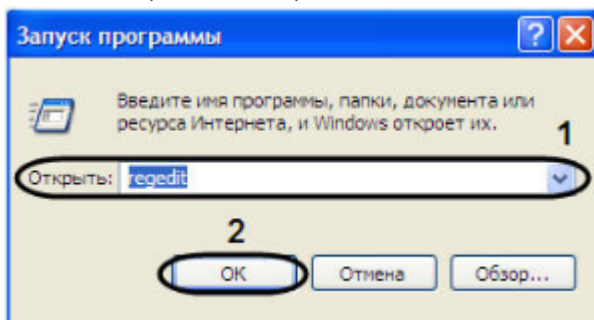 Запуск программы
Введите имя программы, папки, документа или
ресурса Интернета, и Windows откроет их.
1
Открыть: regedit
2
ОК Отмена Обзор...